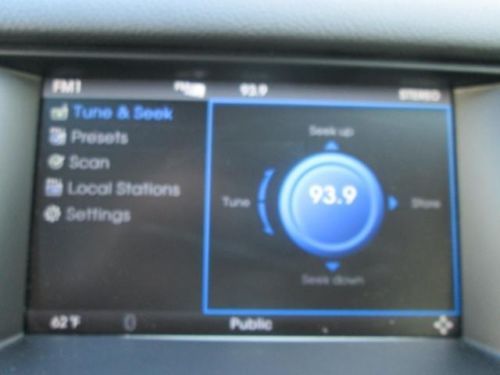 FM1 93.9 STEREO
Tune & Seek
Presets
Scan
Local Stations
Settings
Seek up
Tune 93.9 Store
Seek down
62°F Public